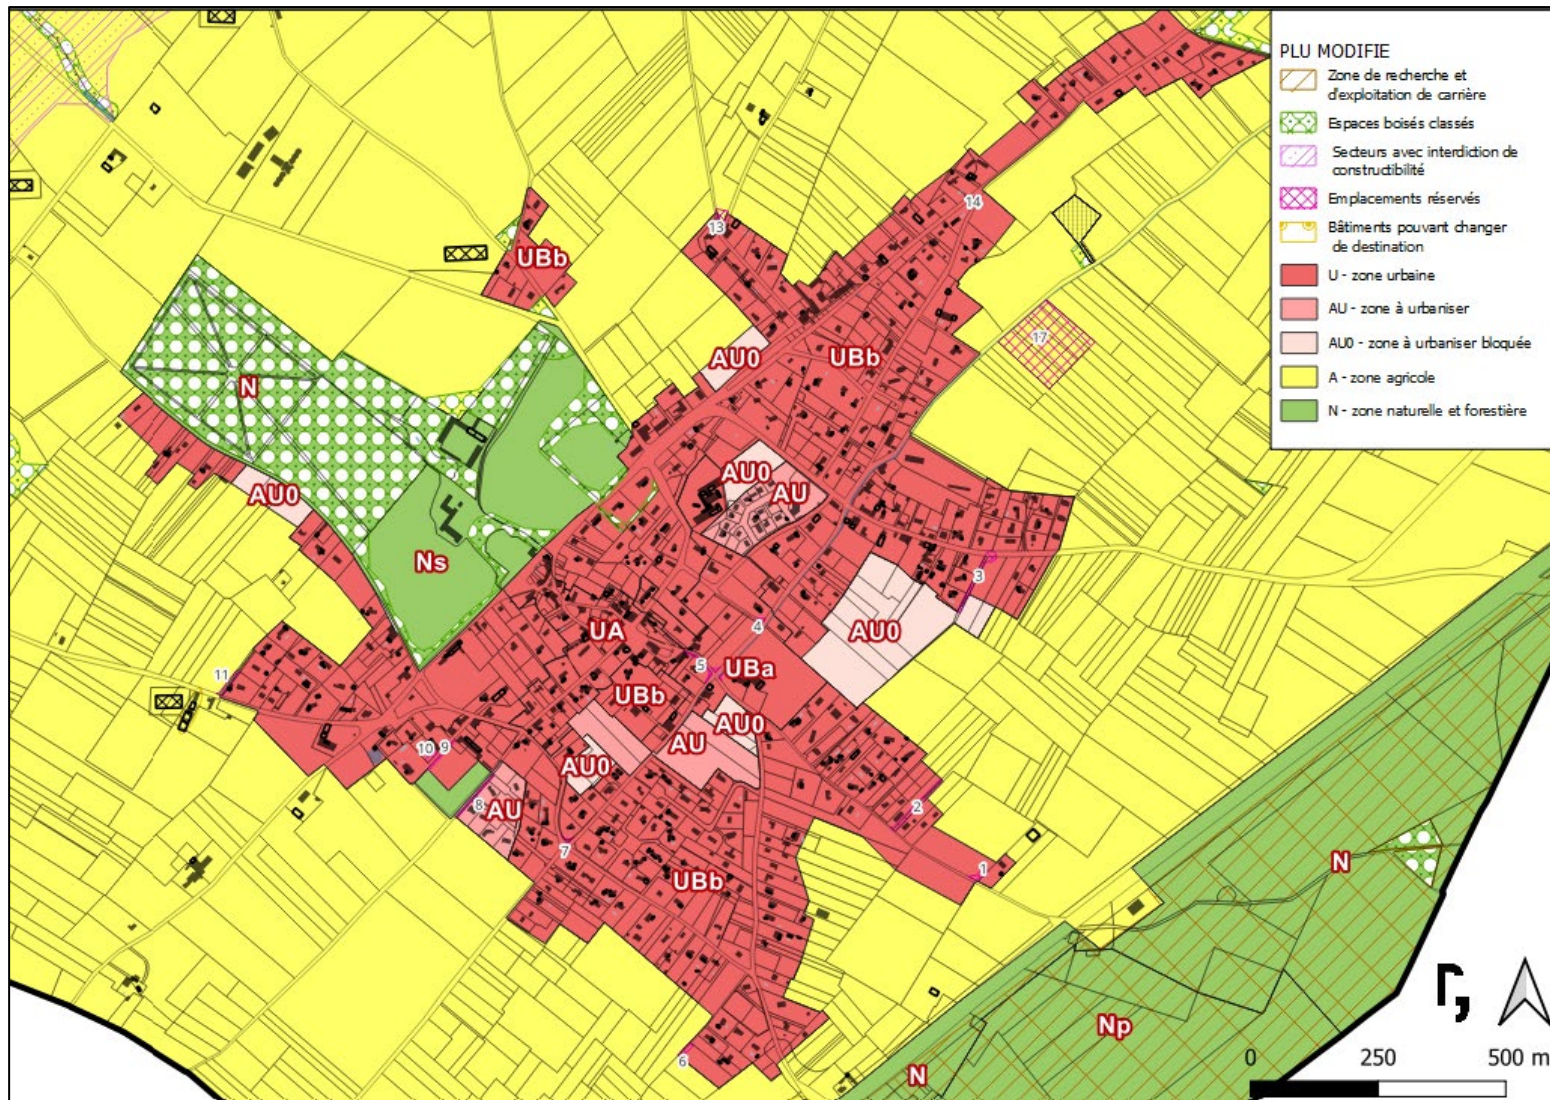 PLU MODIFIE
Zone de recherche et
d'exploitation de carrière
Espaces boisés classés
Secteurs avec interdiction de
constructibilité
Emplacements réservés
Bâtiments pouvant changer
de destination
U - zone urbaine
AU - zone à urbaniser
AU0 - zone à urbaniser bloquée
A - zone agricole
N - zone naturelle et forestière
14
13
UBb
17
AU0
UBb
N
AU0
AU
AU0
Ns
3
AU0
UA
4
5
UBa
11
UBb
AU0
AU
10
9
AU0
8
AU
2
7
1
N
UBb
Np
6
N
0
250
500 m